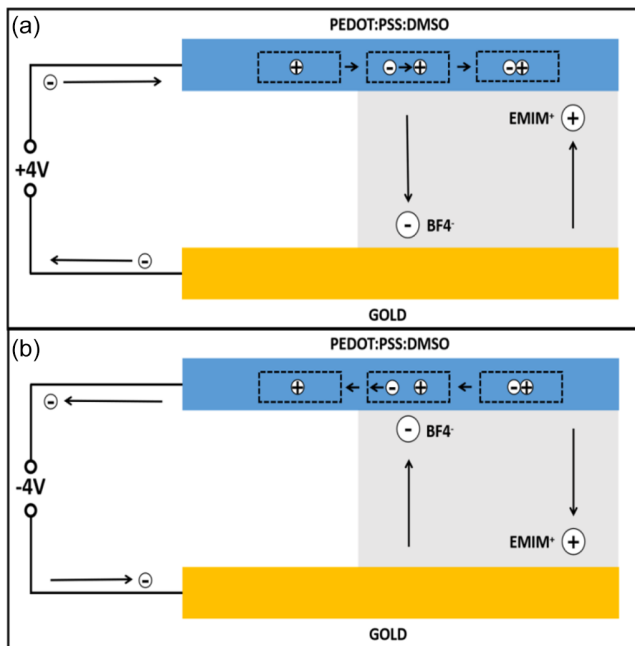 (a)
PEDOT:PSS:DMSO
+
-
+
-
+
-
EMIM⁺
+
+4V
-
BF4⁻
-
GOLD
(b)
PEDOT:PSS:DMSO
+
-
+
-
+
-
-
BF4⁻
-4V
EMIM⁺
+
-
GOLD